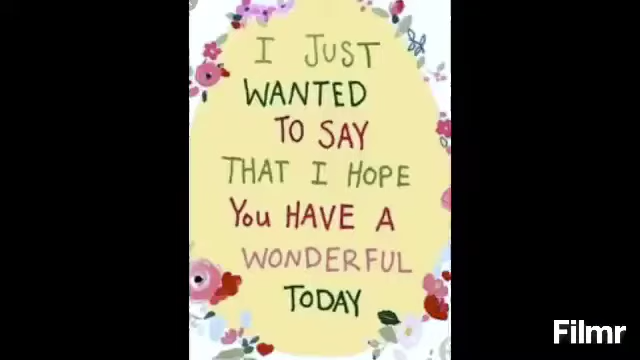 I JUST
WANTED
TO SAY
THAT I HOPE
You HAVE A
WONDERFUL
TODAY
Filmr